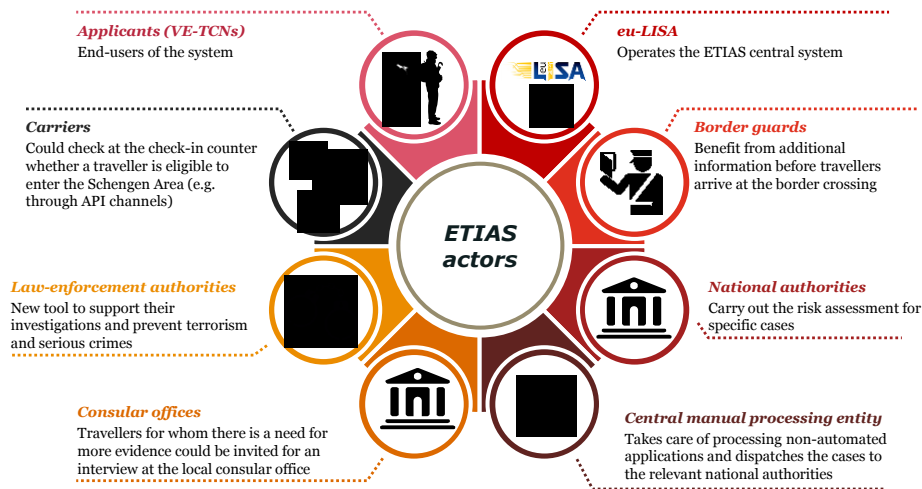 Applicants (VE-TCNs)
End-users of the system
eu-LISA
Operates the ETIAS central system
eu
LISA
Carriers
Could check at the check-in counter
whether a traveller is eligible to
enter the Schengen Area (e.g.
through API channels)
Border guards
Benefit from additional
information before travellers
arrive at the border crossing
ETIAS
actors
Law-enforcement authorities
New tool to support their
investigations and prevent terrorism
and serious crimes
National authorities
Carry out the risk assessment for
specific cases
Consular offices
Travellers for whom there is a need for
more evidence could be invited for an
interview at the local consular office
Central manual processing entity
Takes care of processing non-automated
applications and dispatches the cases to
the relevant national authorities